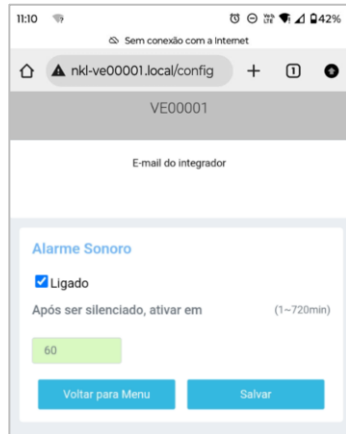 11:10 42%
Sem conexão com a Internet
nkl-ve00001.local/config 1
VE00001
E-mail do integrador
Alarme Sonoro
Ligado
Após ser silenciado, ativar em (1~720min)
60
Voltar para Menu Salvar